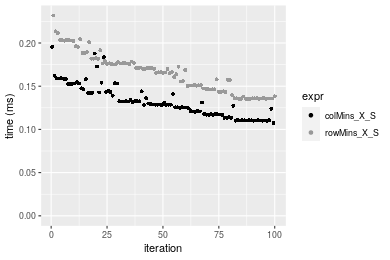 0.20
0.15
0.10
0.05
0.00
time (ms)
0
25
50
75
100
iteration
expr
colMins_X_S
rowMins_X_S